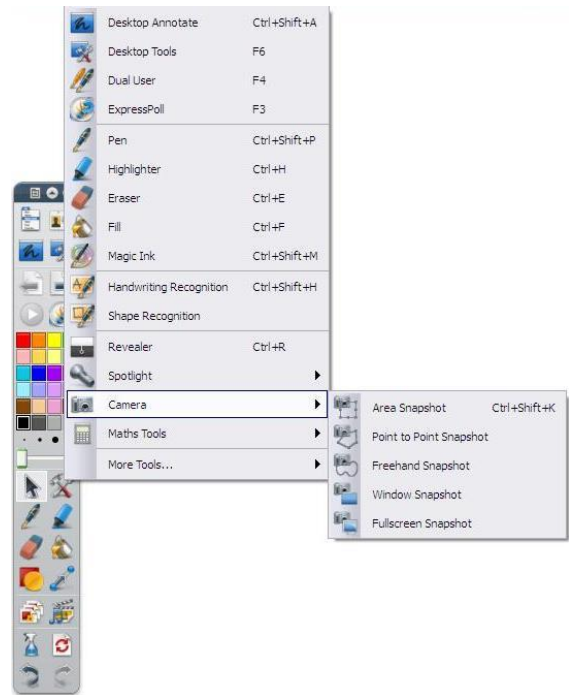 Desktop Annotate Ctrl+Shift+A
Desktop Tools F6
Dual User F4
ExpressPoll F3
Pen Ctrl+Shift+P
Highlighter Ctrl+H
Eraser Ctrl+E
Fill Ctrl+F
Magic Ink Ctrl+Shift+M
Handwriting Recognition Ctrl+Shift+H
Shape Recognition
Revealer Ctrl+R
Spotlight
Camera
Maths Tools
More Tools...
Area Snapshot Ctrl+Shift+K
Point to Point Snapshot
Freehand Snapshot
Window Snapshot
Fullscreen Snapshot